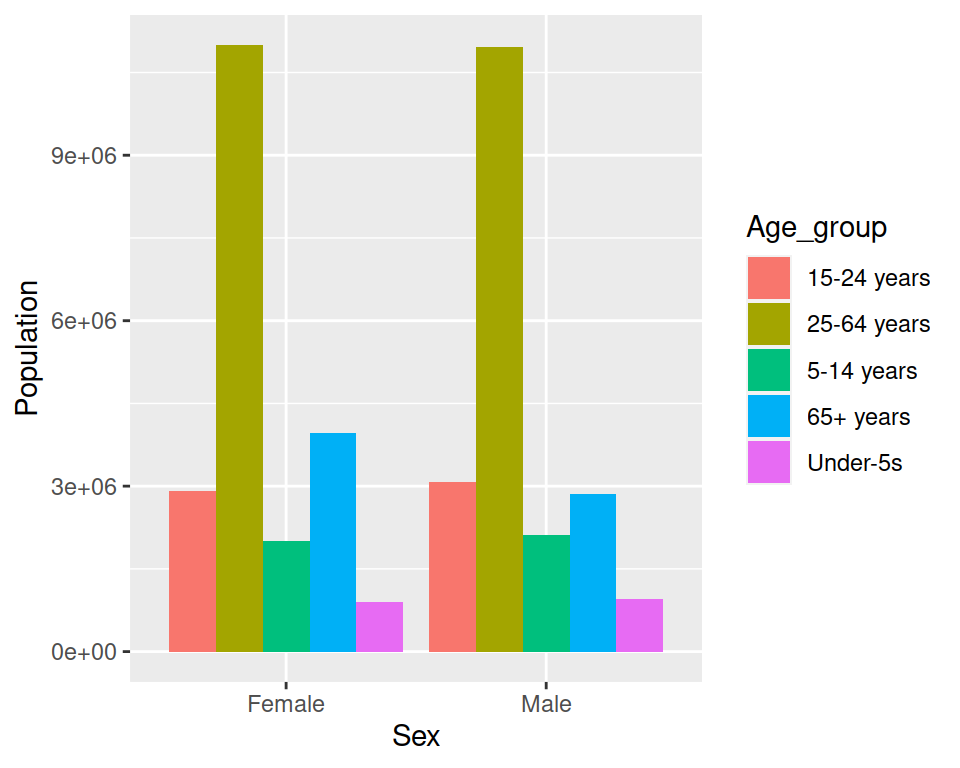 Population
9e+06
6e+06
3e+06
0e+00
Female
Male
Sex
Age_group
15-24 years
25-64 years
5-14 years
65+ years
Under-5s